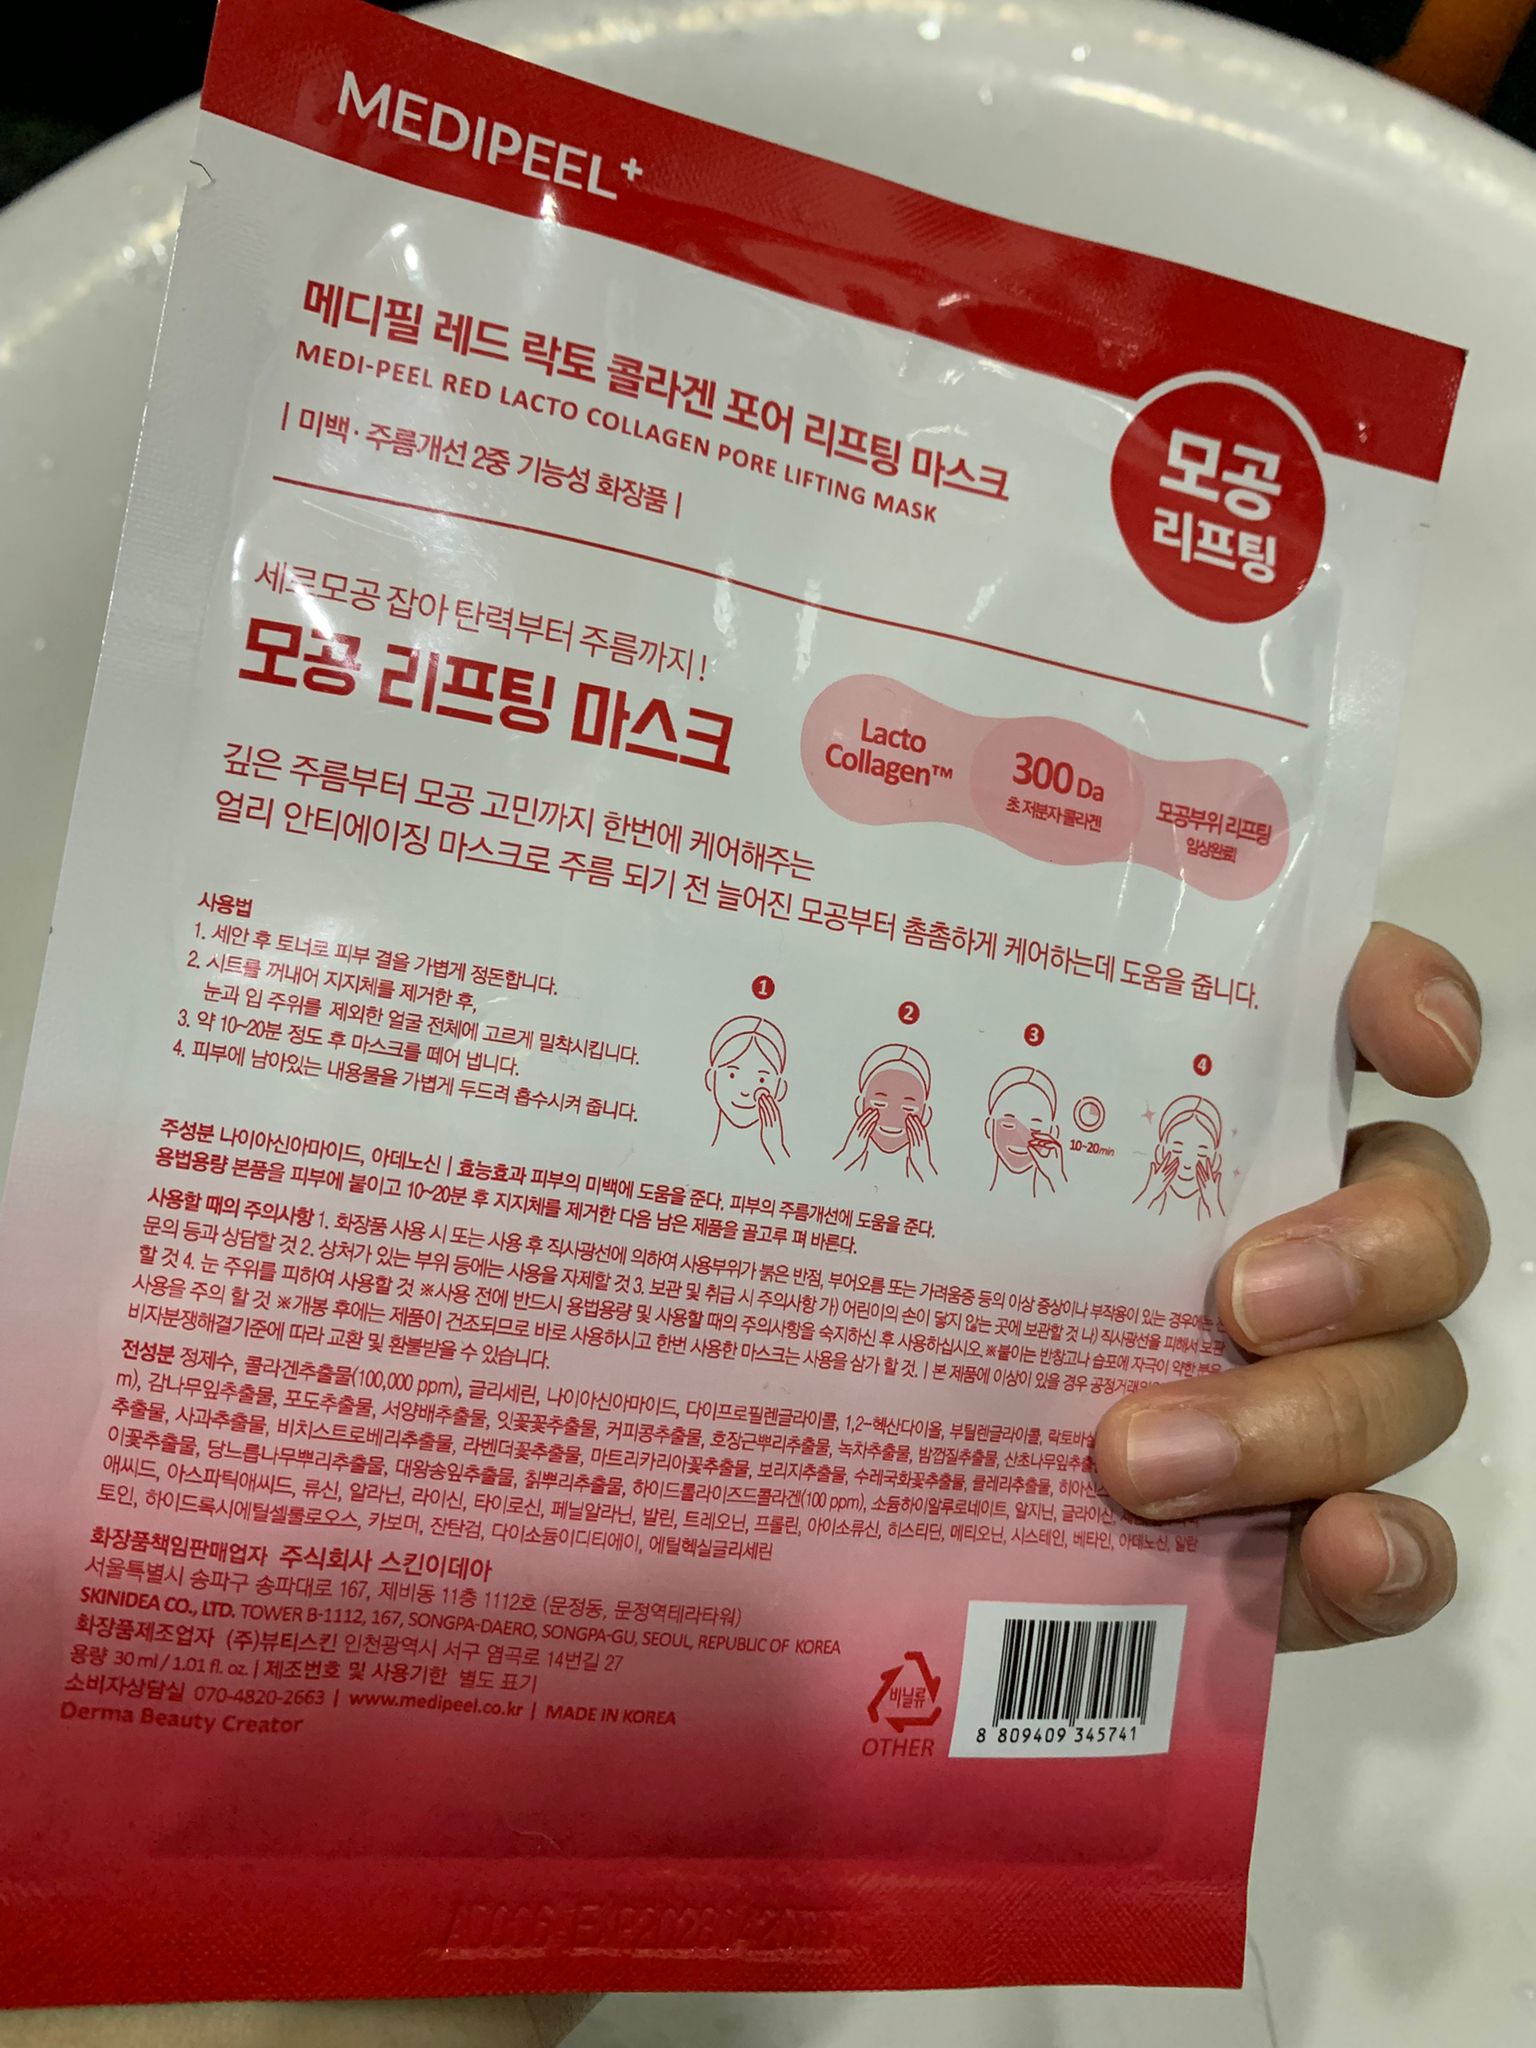 MEDIPEEL+
메디필 레드 락토 콜라겐 포어 리프팅 마스크
MEDI-PEEL RED LACTO COLLAGEN PORE LIFTING MASK
| 미백 · 주름개선 2중 기능성 화장품 |
모공
리프팅
세로모공 잡아 탄력부터 주름까지!
모공 리프팅 마스크
Lacto
Collagen™
300 Da
초 저분자 콜라겐
모공부위 리프팅
임상완료
깊은 주름부터 모공 고민까지 한번에 케어해주는
얼리 안티에이징 마스크로 주름 되기 전 늘어진 모공부터 촘촘하게 케어하는데 도움을 줍니다.
사용법
1. 세안 후 토너로 피부 결을 가볍게 정돈합니다.
2. 시트를 꺼내어 지지체를 제거한 후,
눈과 입 주위를 제외한 얼굴 전체에 고르게 밀착시킵니다.
3. 약 10~20분 정도 후 마스크를 떼어 냅니다.
4. 피부에 남아있는 내용물을 가볍게 두드려 흡수시켜 줍니다.
1
2
3
4
10~20min
주성분 나이아신아마이드, 아데노신 | 효능효과 피부의 미백에 도움을 준다. 피부의 주름개선에 도움을 준다.
용법용량 본품을 피부에 붙이고 10~20분 후 지지체를 제거한 다음 남은 제품을 골고루 펴 바른다.
사용할 때의 주의사항 1. 화장품 사용 시 또는 사용 후 직사광선에 의하여 사용부위가 붉은 반점, 부어오름 또는 가려움증 등의 이상 증상이나 부작용이 있는 경우에는
문의 등과 상담할 것 2. 상처가 있는 부위 등에는 사용을 자제할 것 3. 보관 및 취급 시 주의사항 가) 어린이의 손이 닿지 않는 곳에 보관할 것 나) 직사광선을 피해서 보관
할 것 4. 눈 주위를 피하여 사용할 것 ※사용 전에 반드시 용법용량 및 사용할 때의 주의사항을 숙지하신 후 사용하십시오. ※붙이는 반창고나 습포에 자극이 약한 분은
사용을 주의 할 것 ※개봉 후에는 제품이 건조되므로 바로 사용하시고 한번 사용한 마스크는 사용을 삼가 할 것. | 본 제품에 이상이 있을 경우
비자분쟁해결기준에 따라 교환 및 환불받을 수 있습니다.
전성분 정제수, 콜라겐추출물(100,000 ppm), 글리세린, 나이아신아마이드, 다이프로필렌글라이콜, 1,2-헥산다이올, 부틸렌글라이콜,
m), 감나무잎추출물, 포도추출물, 서양배추출물, 잇꽃꽃추출물, 커피콩추출물, 호장근뿌리추출물, 녹차추출물, 밤껍질추출물,
추출물, 사과추출물, 비치스트로베리추출물, 라벤더꽃추출물, 마트리카리아꽃추출물, 보리지추출물, 수레국화꽃추출물, 클레리추출물,
이꽃추출물, 당느릅나무뿌리추출물, 대왕송잎추출물, 칡뿌리추출물, 하이드롤라이즈드콜라겐(100 ppm), 소듐하이알루로네이트, 알지닌, 글라이신,
애씨드, 아스파틱애씨드, 류신, 알라닌, 라이신, 타이로신, 페닐알라닌, 발린, 트레오닌, 프롤린, 아이소류신, 히스티딘, 메티오닌, 시스테인, 베타인, 아데노신, 알란
토인, 하이드록시에틸셀룰로오스, 카보머, 잔탄검, 다이소듐이디티에이, 에틸헥실글리세린
화장품책임판매업자 주식회사 스킨이데아
서울특별시 송파구 송파대로 167, 제비동 11층 1112호 (문정동, 문정역테라타워)
SKINIDEA CO., LTD. TOWER B-1112, 167, SONGPA-DAERO, SONGPA-GU, SEOUL, REPUBLIC OF KOREA
화장품제조업자 (주)뷰티스킨 인천광역시 서구 염곡로 14번길 27
용량 30 ml / 1.01 fl. oz. | 제조번호 및 사용기한 별도 표기
소비자상담실 070-4820-2663 | www.medipeel.co.kr | MADE IN KOREA
Derma Beauty Creator
비닐류
OTHER
8 809409 345741